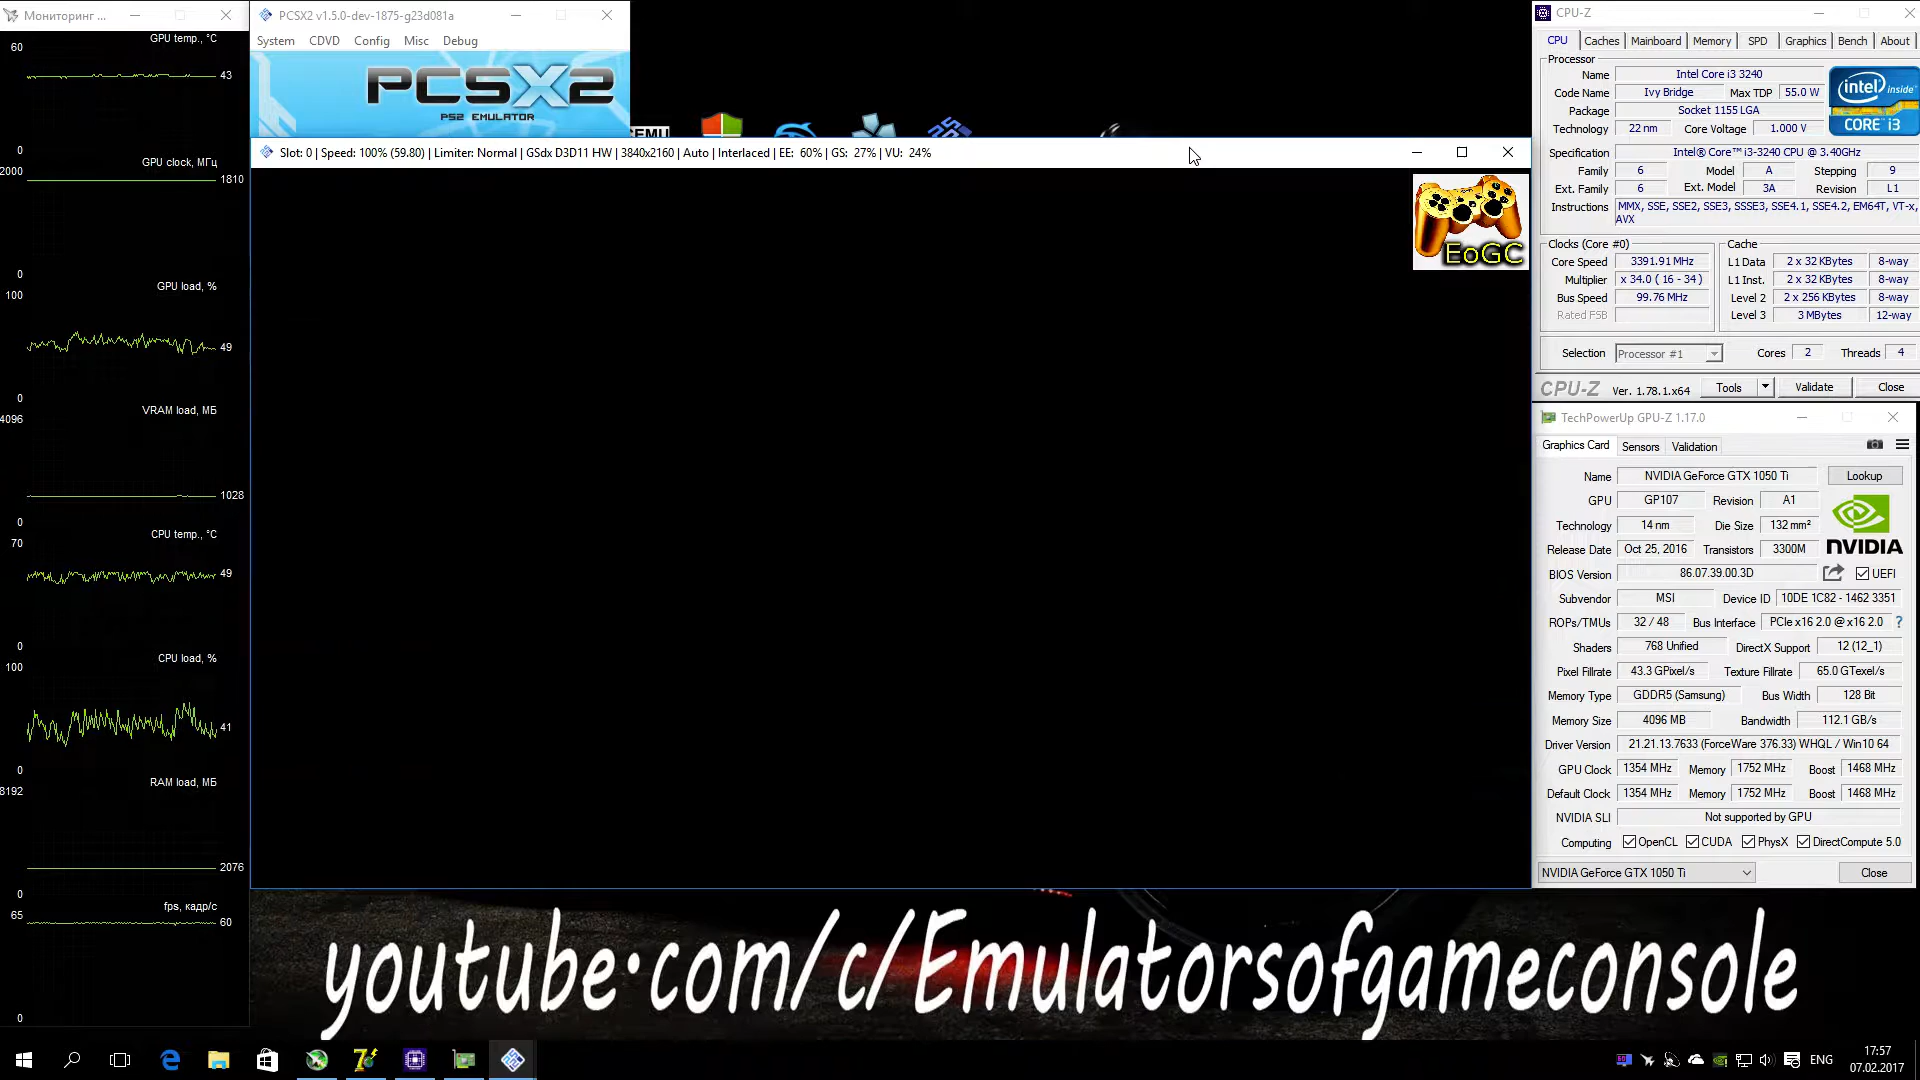 Мониторинг ...
60
GPU temp., °C
43
0
2000
GPU clock, МГц
1810
0
100
GPU load, %
49
0
4096
VRAM load, МБ
1028
0
70
CPU temp., °C
49
0
100
CPU load, %
41
0
8192
RAM load, МБ
2076
0
65
fps, кадр/с
60
0
PCSX2 v1.5.0-dev-1875-g23d081a
System CDVD Config Misc Debug
PCSX2
PS2 EMULATOR
CEMU
Slot: 0 | Speed: 100% (59.80) | Limiter: Normal | GSdx D3D11 HW | 3840x2160 | Auto | Interlaced | EE: 60% | GS: 27% | VU: 24%
EoGC
CPU-Z
CPU Caches Mainboard Memory SPD Graphics Bench About
Processor
Name Intel Core i3 3240
Code Name Ivy Bridge Max TDP 55.0 W
Package Socket 1155 LGA
Technology 22 nm Core Voltage 1.000 V
intel inside™
CORE i3
Specification Intel® Core™ i3-3240 CPU @ 3.40GHz
Family 6 Model A Stepping 9
Ext. Family 6 Ext. Model 3A Revision L1
Instructions MMX, SSE, SSE2, SSE3, SSSE3, SSE4.1, SSE4.2, EM64T, VT-x,
AVX
Clocks (Core #0) Cache
Core Speed 3391.91 MHz L1 Data 2 x 32 KBytes 8-way
Multiplier x 34.0 ( 16 - 34 ) L1 Inst. 2 x 32 KBytes 8-way
Bus Speed 99.76 MHz Level 2 2 x 256 KBytes 8-way
Rated FSB Level 3 3 MBytes 12-way
Selection Processor #1 Cores 2 Threads 4
CPU-Z Ver. 1.78.1.x64 Tools Validate Close
TechPowerUp GPU-Z 1.17.0
Graphics Card Sensors Validation
Name NVIDIA GeForce GTX 1050 Ti Lookup
GPU GP107 Revision A1
Technology 14 nm Die Size 132 mm²
Release Date Oct 25, 2016 Transistors 3300M
NVIDIA
BIOS Version 86.07.39.00.3D UEFI
Subvendor MSI Device ID 10DE 1C82 - 1462 3351
ROPs/TMUs 32 / 48 Bus Interface PCIe x16 2.0 @ x16 2.0 ?
Shaders 768 Unified DirectX Support 12 (12_1)
Pixel Fillrate 43.3 GPixel/s Texture Fillrate 65.0 GTexel/s
Memory Type GDDR5 (Samsung) Bus Width 128 Bit
Memory Size 4096 MB Bandwidth 112.1 GB/s
Driver Version 21.21.13.7633 (ForceWare 376.33) WHQL / Win10 64
GPU Clock 1354 MHz Memory 1752 MHz Boost 1468 MHz
Default Clock 1354 MHz Memory 1752 MHz Boost 1468 MHz
NVIDIA SLI Not supported by GPU
Computing OpenCL CUDA PhysX DirectCompute 5.0
NVIDIA GeForce GTX 1050 Ti Close
youtube.com/c/Emulatorsofgameconsole
ENG
17:57
07.02.2017